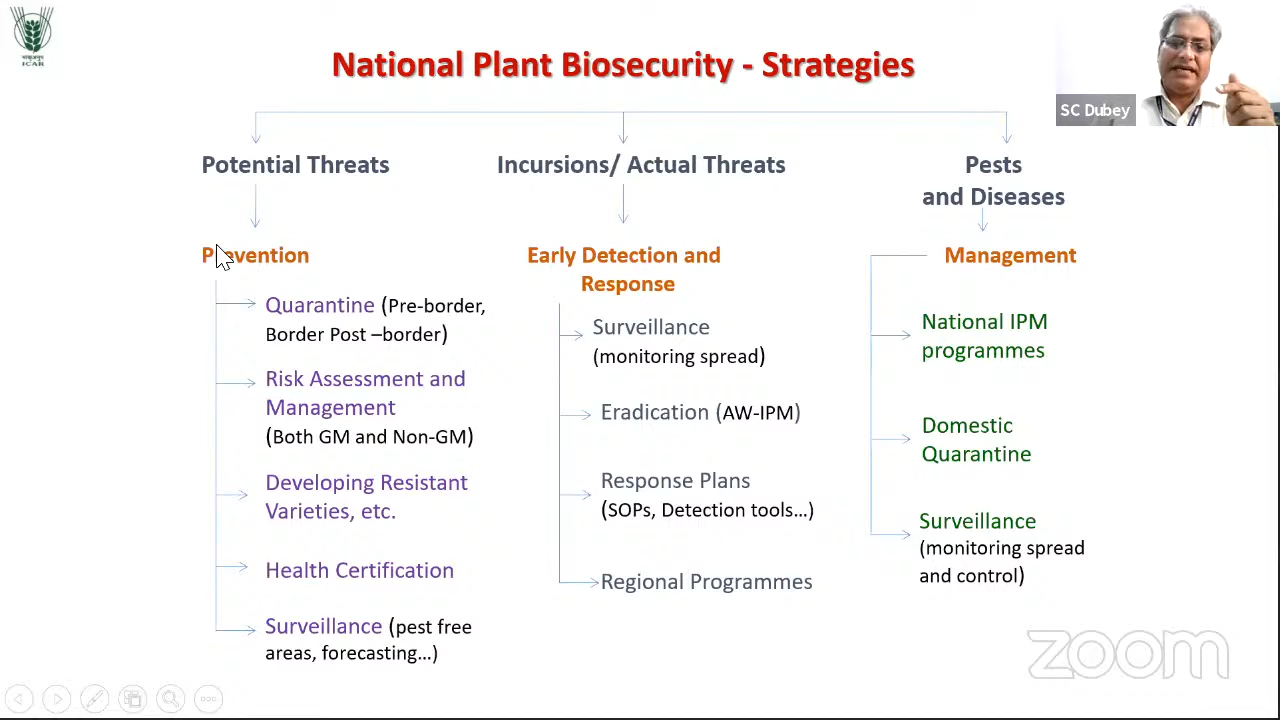 National Plant Biosecurity - Strategies
SC Dubey
भाकृअनुप
ICAR
Potential Threats
Prevention
Quarantine (Pre-border,
Border Post –border)
Risk Assessment and
Management
(Both GM and Non-GM)
Developing Resistant
Varieties, etc.
Health Certification
Surveillance (pest free
areas, forecasting...)
Incursions/ Actual Threats
Early Detection and
Response
Surveillance
(monitoring spread)
Eradication (AW-IPM)
Response Plans
(SOPs, Detection tools...)
Regional Programmes
Pests
and Diseases
Management
National IPM
programmes
Domestic
Quarantine
Surveillance
(monitoring spread
and control)
zoom